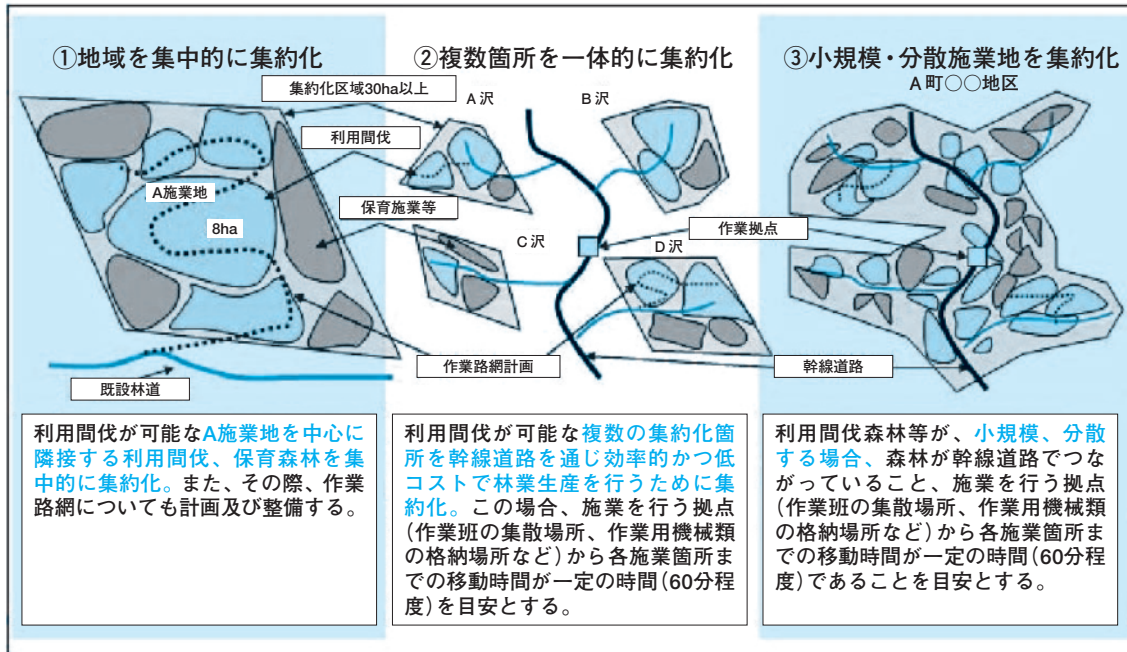 ①地域を集中的に集約化
集約化区域30ha以上
利用間伐
A施業地
8ha
保育施業等
作業路網計画
既設林道
利用間伐が可能なA施業地を中心に
隣接する利用間伐、保育森林を集
中的に集約化。また、その際、作業
路網についても計画及び整備する。
②複数箇所を一体的に集約化
A沢
B沢
C沢
D沢
作業拠点
幹線道路
利用間伐が可能な複数の集約化箇
所を幹線道路を通じ効率的かつ低
コストで林業生産を行うために集
約化。この場合、施業を行う拠点
(作業班の集散場所、作業用機械類
の格納場所など)から各施業箇所ま
での移動時間が一定の時間(60分程
度)を目安とする。
③小規模・分散施業地を集約化
A町○○地区
利用間伐森林等が、小規模、分散
する場合、森林が幹線道路でつな
がっていること、施業を行う拠点
(作業班の集散場所、作業用機械類
の格納場所など)から各施業箇所ま
での移動時間が一定の時間(60分程
度)であることを目安とする。